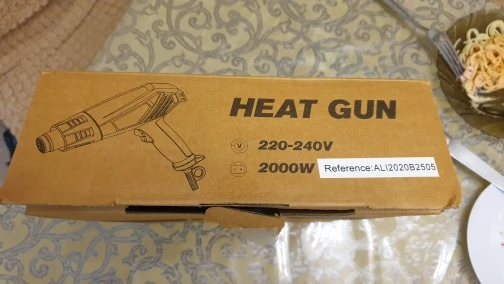 HEAT GUN
V 220-240V
2000W Reference:ALI2020B2505